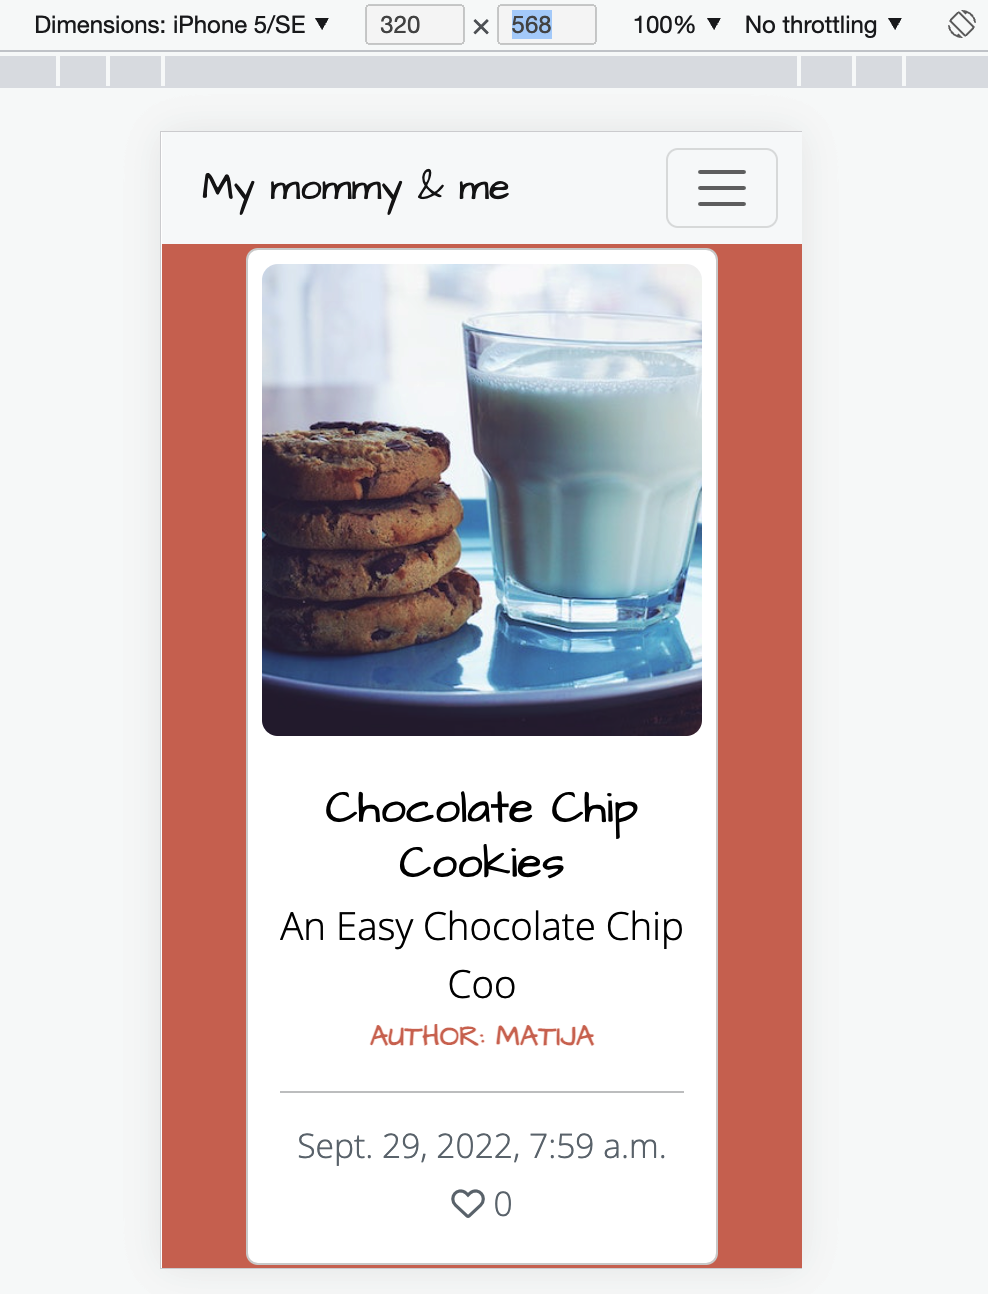 Dimensions: iPhone 5/SE ▼ 320 × 568 100% ▼ No throttling ▼
My mommy & me
Chocolate Chip
Cookies
An Easy Chocolate Chip
Coo
AUTHOR: MATIJA
Sept. 29, 2022, 7:59 a.m.
0